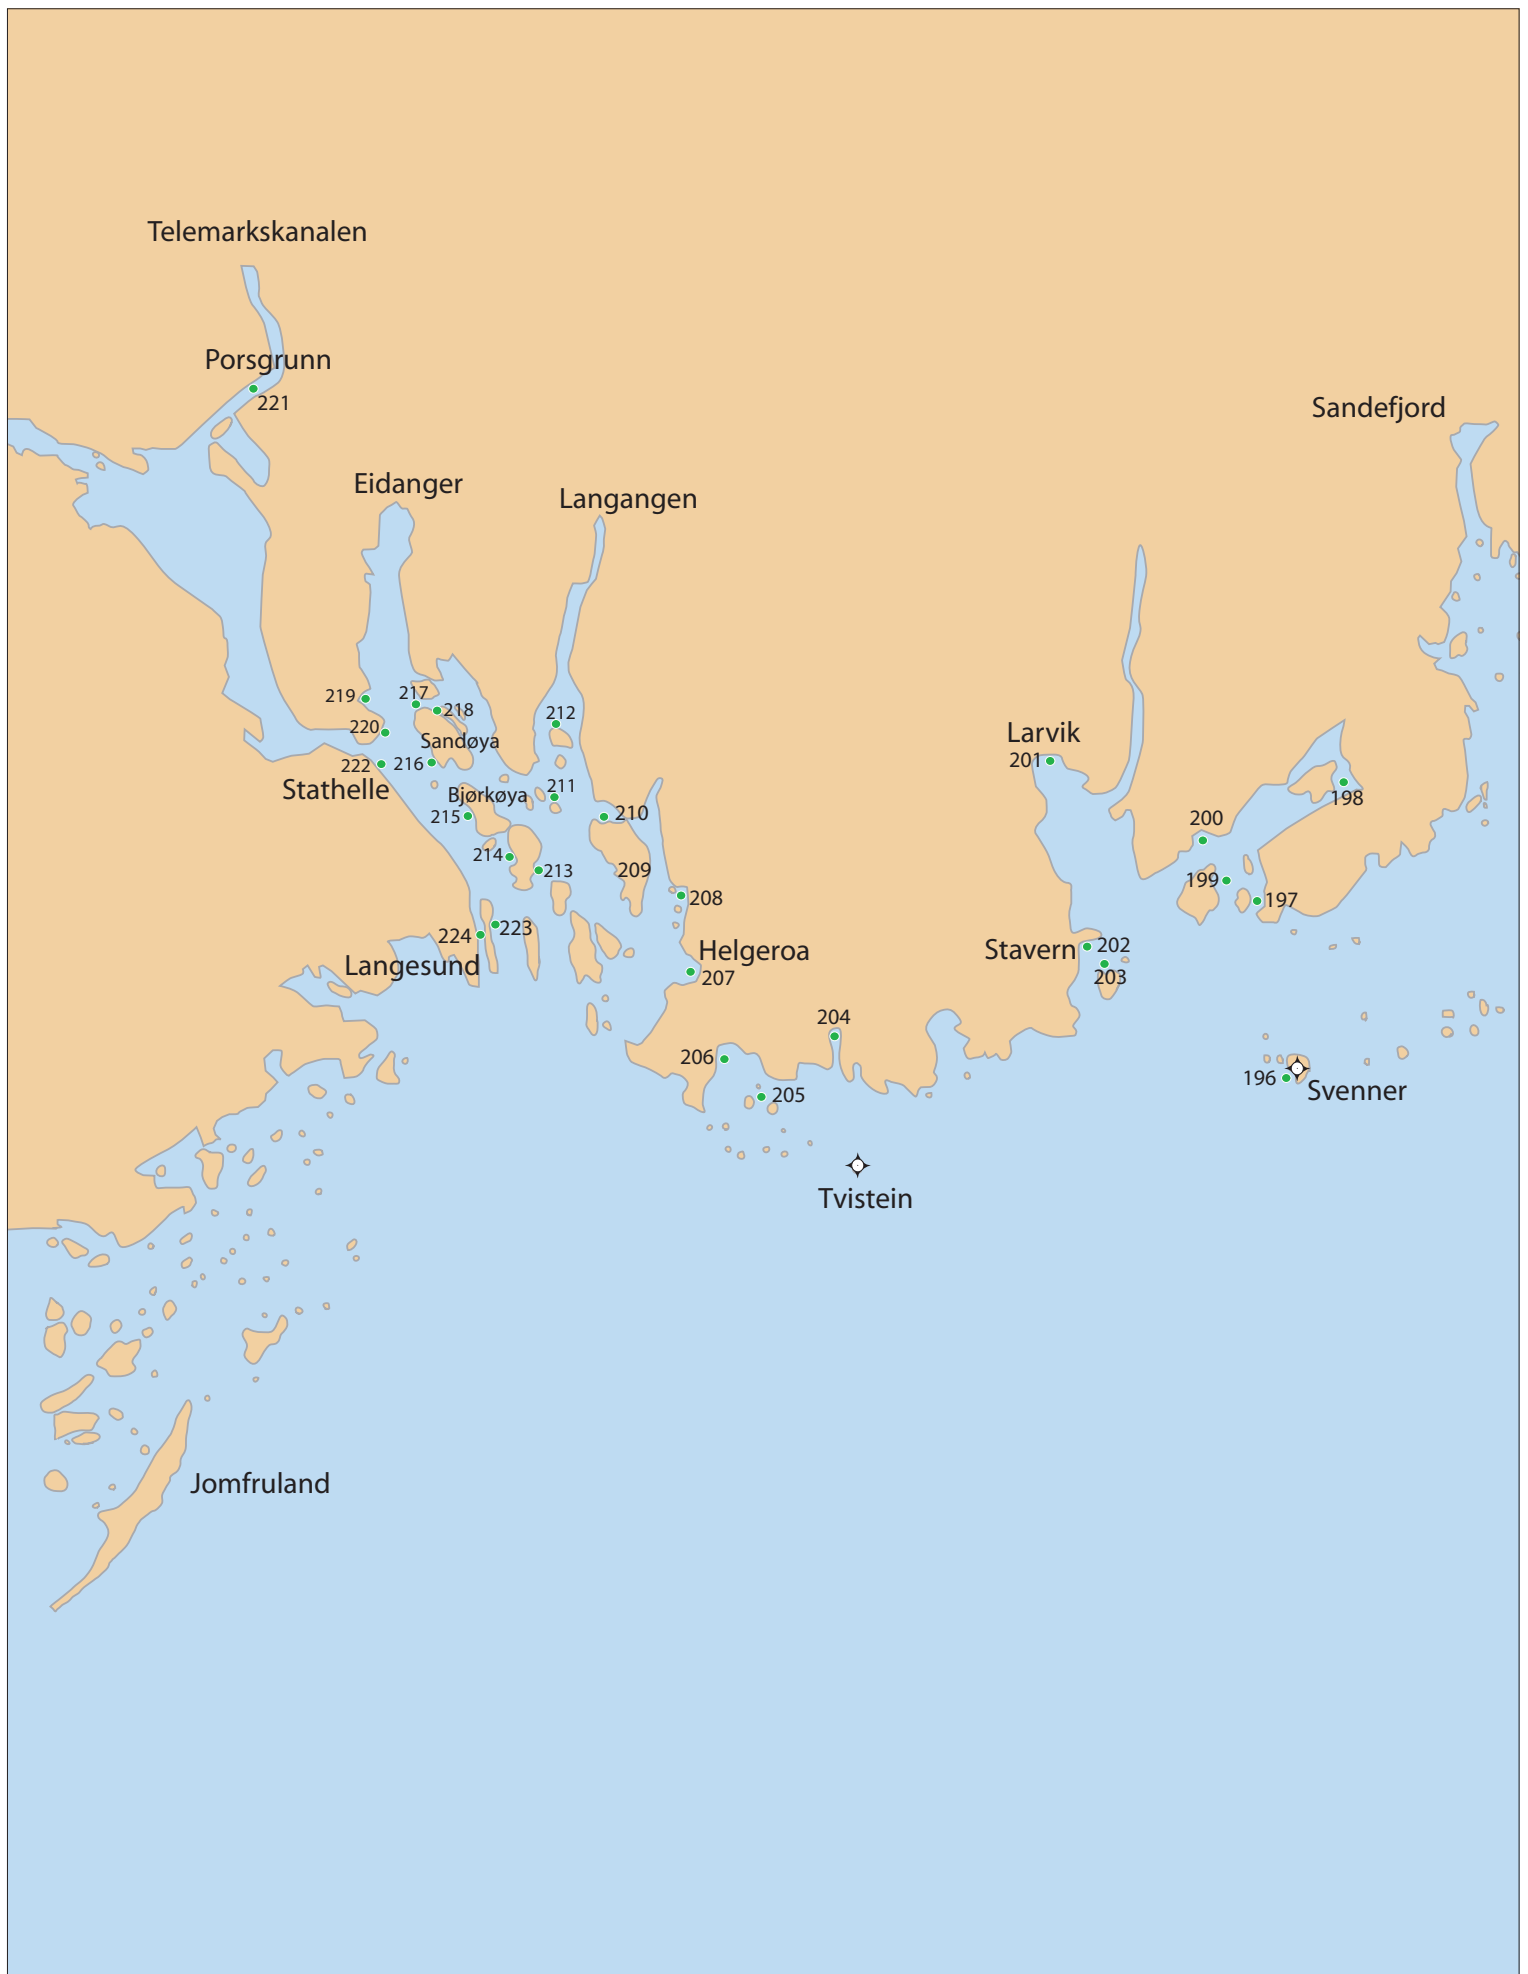 Telemarkskanalen
Porsgrunn
221
Sandefjord
Eidanger
Langangen
219
217
218
212
220
Sandøya
Larvik
201
222
216
Stathelle
Bjørkøya
211
198
215
210
200
214
213
209
199
208
197
224
223
Langesund
Helgeroa
207
Stavern
202
203
204
206
205
196
Svenner
Tvistein
Jomfruland